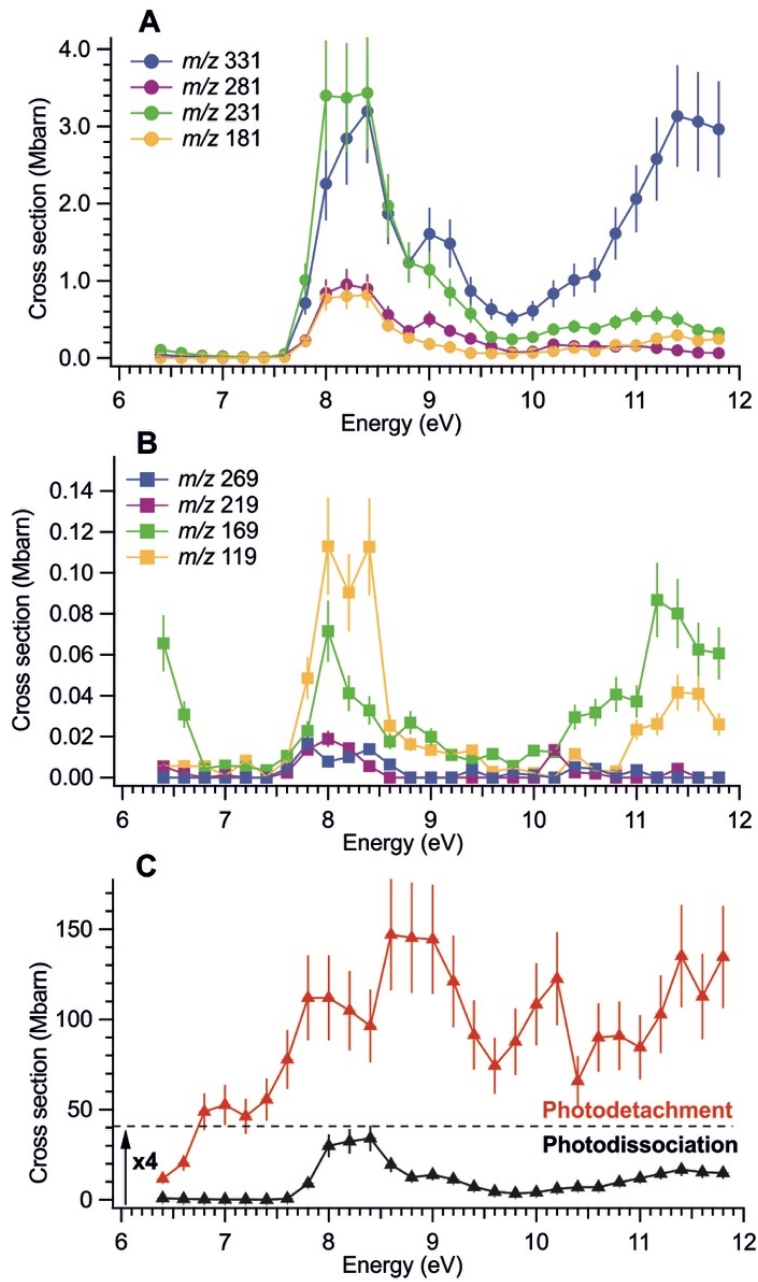 A
Cross section (Mbarn)
4.0
3.0
2.0
1.0
0.0
m/z 331
m/z 281
m/z 231
m/z 181
6 7 8 9 10 11 12
Energy (eV)
B
Cross section (Mbarn)
0.14
0.12
0.10
0.08
0.06
0.04
0.02
0.00
m/z 269
m/z 219
m/z 169
m/z 119
6 7 8 9 10 11 12
Energy (eV)
C
Cross section (Mbarn)
150
100
50
0
Photodetachment
Photodissociation
x4
6 7 8 9 10 11 12
Energy (eV)